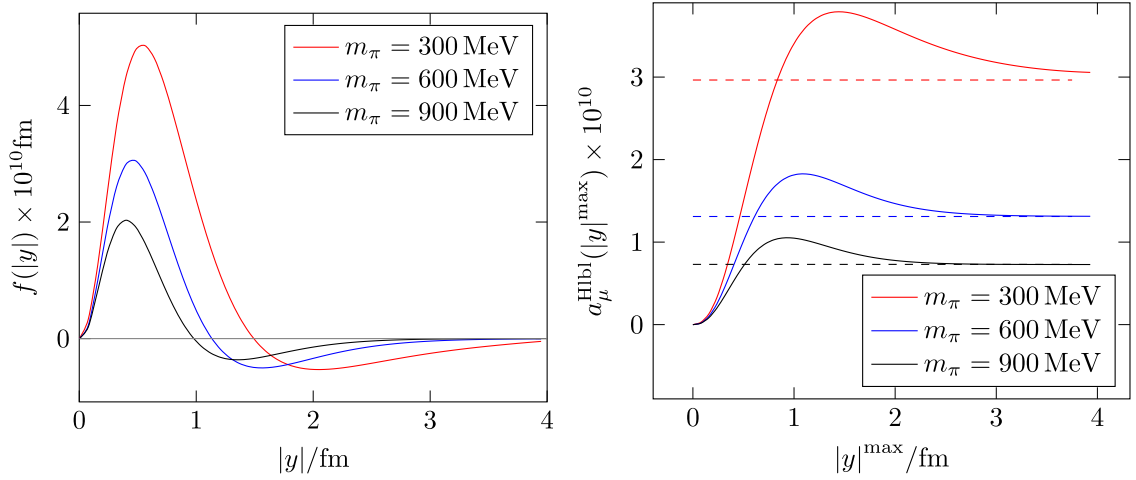 f(|y|) × 10¹⁰fm
4
2
0
0
1
2
3
4
|y|/fm
m_π = 300 MeV
m_π = 600 MeV
m_π = 900 MeV
a_μ^Hlbl(|y|^max) × 10¹⁰
3
2
1
0
0
1
2
3
4
|y|^max/fm
m_π = 300 MeV
m_π = 600 MeV
m_π = 900 MeV